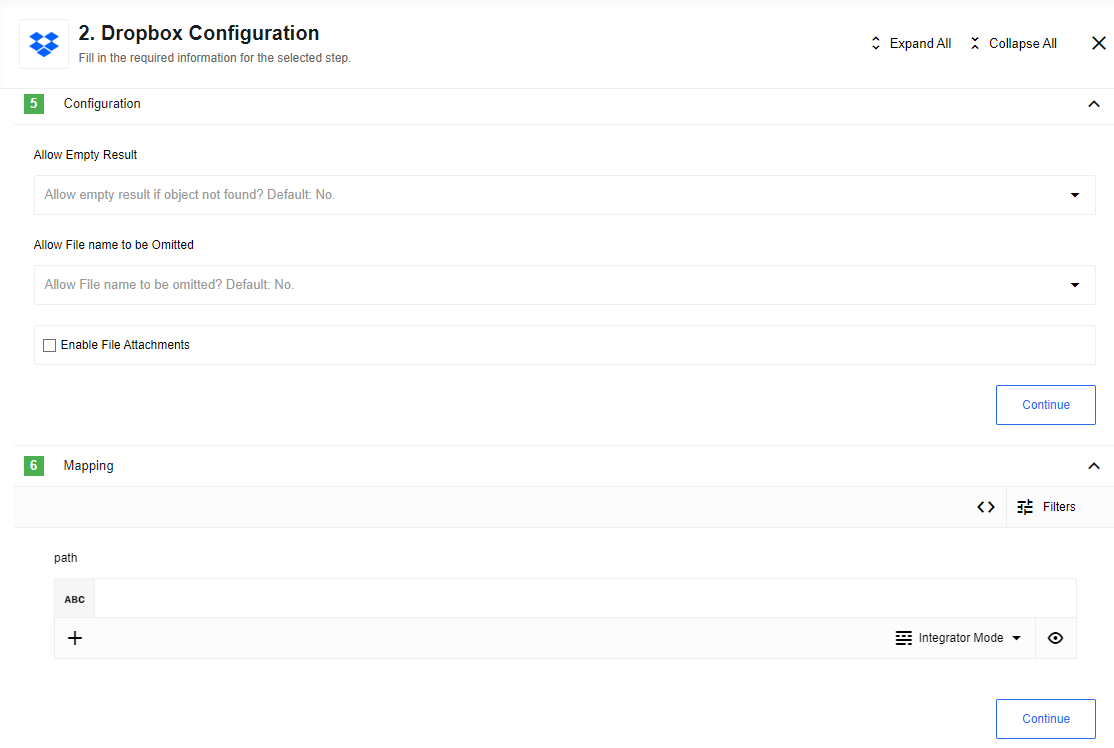 2. Dropbox Configuration
Fill in the required information for the selected step.
Expand All
Collapse All
5 Configuration
Allow Empty Result
Allow empty result if object not found? Default: No.
Allow File name to be Omitted
Allow File name to be omitted? Default: No.
Enable File Attachments
Continue
6 Mapping
Filters
path
ABC
Integrator Mode
Continue